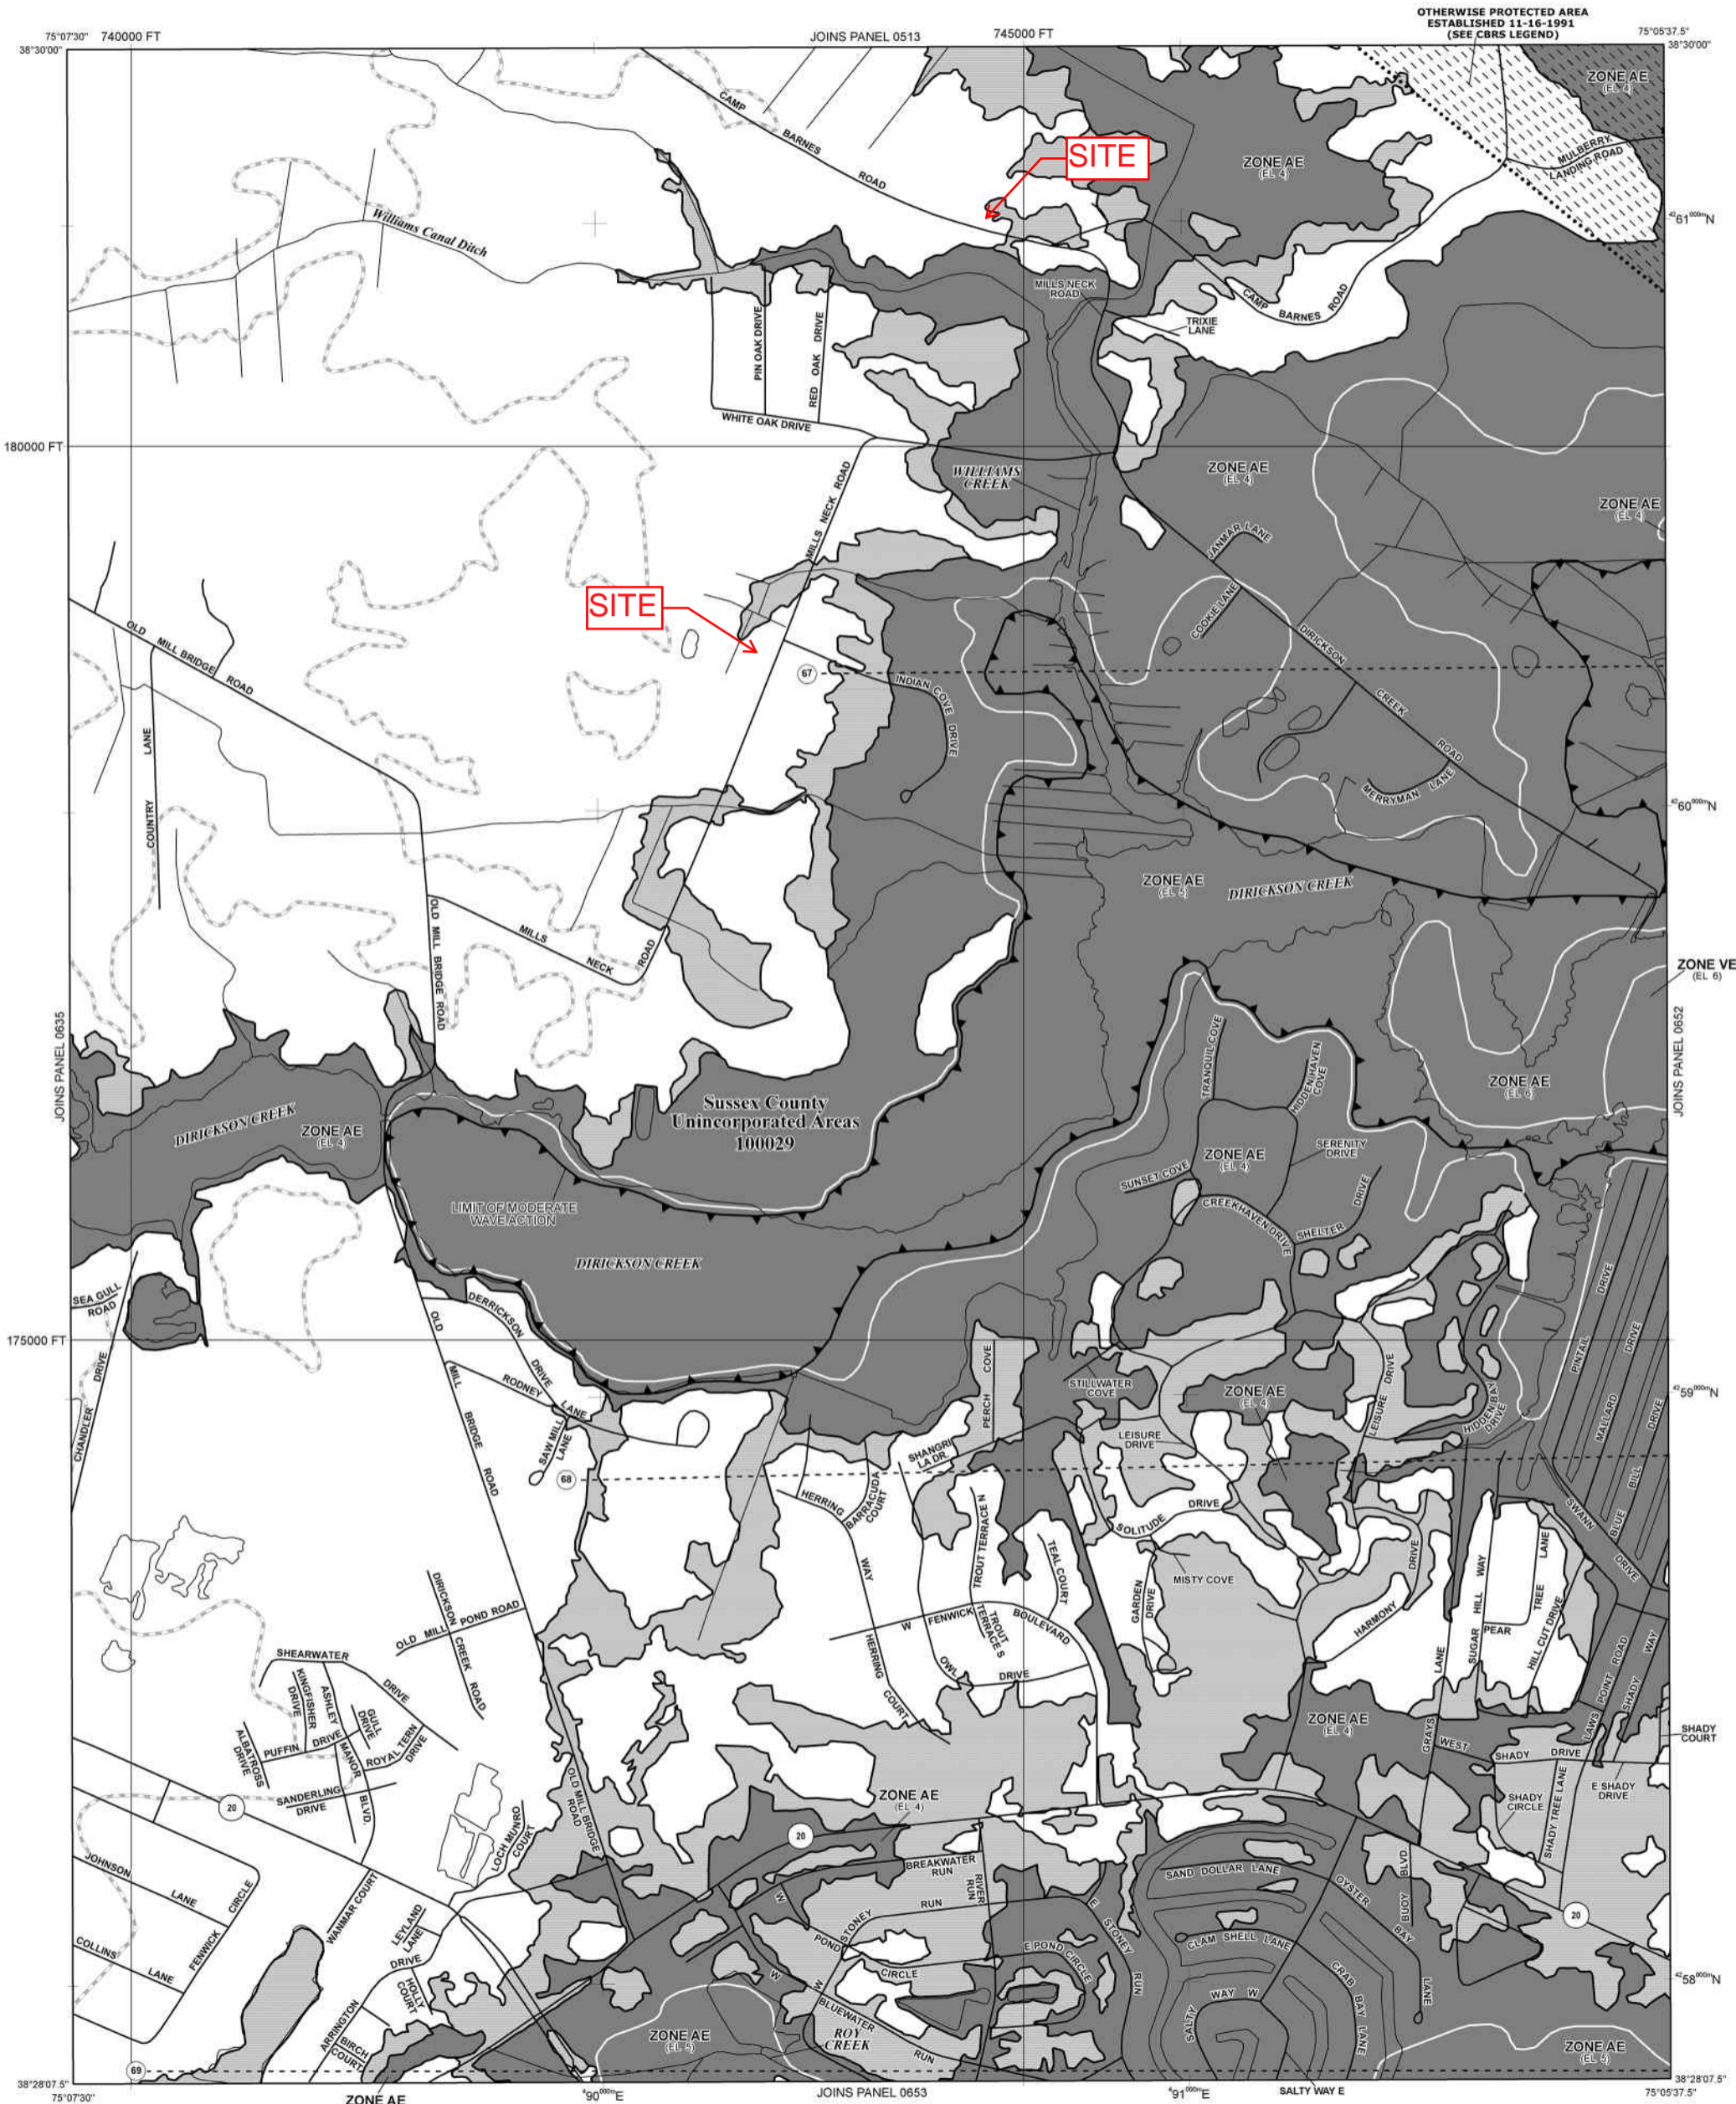 OTHERWISE PROTECTED AREA
ESTABLISHED 11-16-1991
(SEE CBRS LEGEND)
75°07'30"
740000 FT
JOINS PANEL 0513
745000 FT
75°05'37.5"
38°30'00"
38°30'00"
ZONE AE
(EL 4)
CAMP
BARNES
ROAD
SITE
ZONE AE
(EL 4)
MULBERRY
LANDING ROAD
4261000mN
Williams Canal Ditch
MILLS NECK
ROAD
CAMP
BARNES
ROAD
TRIXIE
LANE
PIN OAK DRIVE
RED OAK DRIVE
WHITE OAK DRIVE
180000 FT
WILLIAMS
CREEK
ZONE AE
(EL 4)
ZONE AE
(EL 4)
MILLS NECK ROAD
JANMAR LANE
COOKIE LANE
SITE
OLD MILL BRIDGE ROAD
67
INDIAN COVE DRIVE
DIRICKSON
CREEK
ROAD
COUNTRY LANE
MERRYMAN LANE
4260000mN
ZONE AE
(EL 5)
DIRICKSON CREEK
OLD MILL BRIDGE ROAD
MILLS
NECK
ROAD
ZONE VE
(EL 6)
JOINS PANEL 0635
JOINS PANEL 0652
TRANQUIL COVE
HIDDEN HAVEN
COVE
ZONE AE
(EL 6)
DIRICKSON CREEK
ZONE AE
(EL 4)
Sussex County
Unincorporated Areas
100029
ZONE AE
(EL 4)
SERENITY
DRIVE
SUNSET COVE
CREEKHAVEN DRIVE
SHELTER
DRIVE
LIMIT OF MODERATE
WAVE ACTION
DIRICKSON CREEK
SEA GULL
ROAD
DERRICKSON
DRIVE
OLD
MILL
BRIDGE
ROAD
175000 FT
RODNEY
LANE
SAW MILL
LANE
CHANDLER
DRIVE
PERCH COVE
STILLWATER
COVE
ZONE AE
(EL 4)
LEISURE DRIVE
HIDDEN BAY
DRIVE
PINTAIL
DRIVE
MALLARD
DRIVE
BLUE
BILL
DRIVE
4259000mN
SHANGRI
LA DR.
LEISURE
DRIVE
68
HERRING
WAY
BARRACUDA
COURT
TROUT TERRACE N
TEAL COURT
SOLITUDE
DRIVE
SWANN
DRIVE
MISTY COVE
GARDEN
DRIVE
W FENWICK BOULEVARD
TROUT
TERRACE S
HERRING
COURT
OWL
DRIVE
HARMONY
DRIVE
SUGAR HILL WAY
PEAR
TREE
LANE
HILL CUT DRIVE
DIRICKSON
CREEK
ROAD
OLD MILL POND ROAD
SHEARWATER
DRIVE
KINGFISHER
DRIVE
ASHLEY
MANOR
BLVD.
GULL
DRIVE
ALBATROSS
DRIVE
PUFFIN DRIVE
ROYAL TERN
DRIVE
SANDERLING
DRIVE
20
ZONE AE
(EL 4)
GRAYS
LANE
WEST
SHADY DRIVE
LAWS
POINT ROAD
SHADY
WAY
SHADY
COURT
E SHADY
DRIVE
SHADY
CIRCLE
SHADY TREE LANE
ZONE AE
(EL 4)
20
OLD MILL BRIDGE
ROAD
LOCH MUNRO
COURT
JOHNSON
LANE
COLLINS
LANE
FENWICK
CIRCLE
WANMAR COURT
LEYLAND
LANE
BREAKWATER
RUN
RIVER
RUN
W
STONEY
RUN
E
STONEY
RUN
SAND DOLLAR LANE
OYSTER
BAY
LANE
BUOY BLVD
20
CLAM SHELL LANE
CRAB
BAY LANE
W
POND
CIRCLE
E POND CIRCLE
ARRINGTON
DRIVE
HOLLY
COURT
BIRCH
COURT
W
BLUEWATER
RUN
SALTY
WAY W
4258000mN
ZONE AE
(EL 5)
ROY
CREEK
ZONE AE
(EL 5)
69
38°28'07.5"
38°28'07.5"
75°07'30"
ZONE AE
490000mE
JOINS PANEL 0653
491000mE
SALTY WAY E
75°05'37.5"